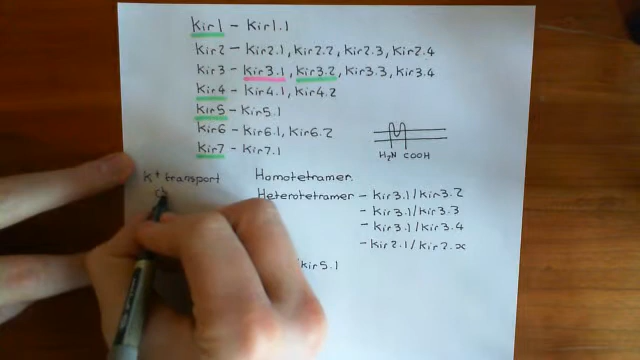 Kir1 - Kir1.1
Kir2 - Kir2.1, Kir2.2, Kir2.3, Kir2.4
Kir3 - Kir3.1, Kir3.2, Kir3.3, Kir3.4
Kir4 - Kir4.1, Kir4.2
Kir5 - Kir5.1
Kir6 - Kir6.1, Kir6.2
Kir7 - Kir7.1
H₂N COOH
K⁺ transport
ch
Homotetramer.
Heterotetramer - Kir3.1/Kir3.2
- Kir3.1/Kir3.3
- Kir3.1/Kir3.4
- Kir2.1/Kir2.x
Kir5.1